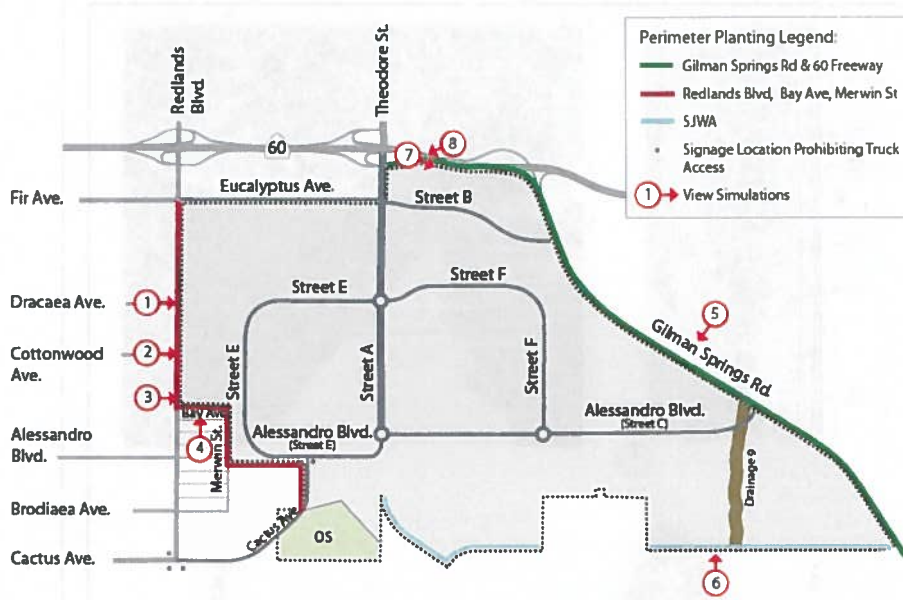 Perimeter Planting Legend:
Gilman Springs Rd & 60 Freeway
Redlands Blvd, Bay Ave, Merwin St
SJWA
Signage Location Prohibiting Truck
Access
1 View Simulations
Redlands
Blvd.
Theodore St.
60
7
8
Fir Ave.
Eucalyptus Ave.
Street B
Dracaea Ave.
1
Street E
Street F
5
Gilman Springs Rd.
Cottonwood
Ave.
2
Street E
Street A
Street F
3
Bay Ave
4
Merwin St.
Alessandro
Blvd.
Alessandro Blvd.
(Street E)
Alessandro Blvd.
(Street C)
Drainage 9
Brodiaea Ave.
Cactus Ave.
OS
Cactus Ave.
6